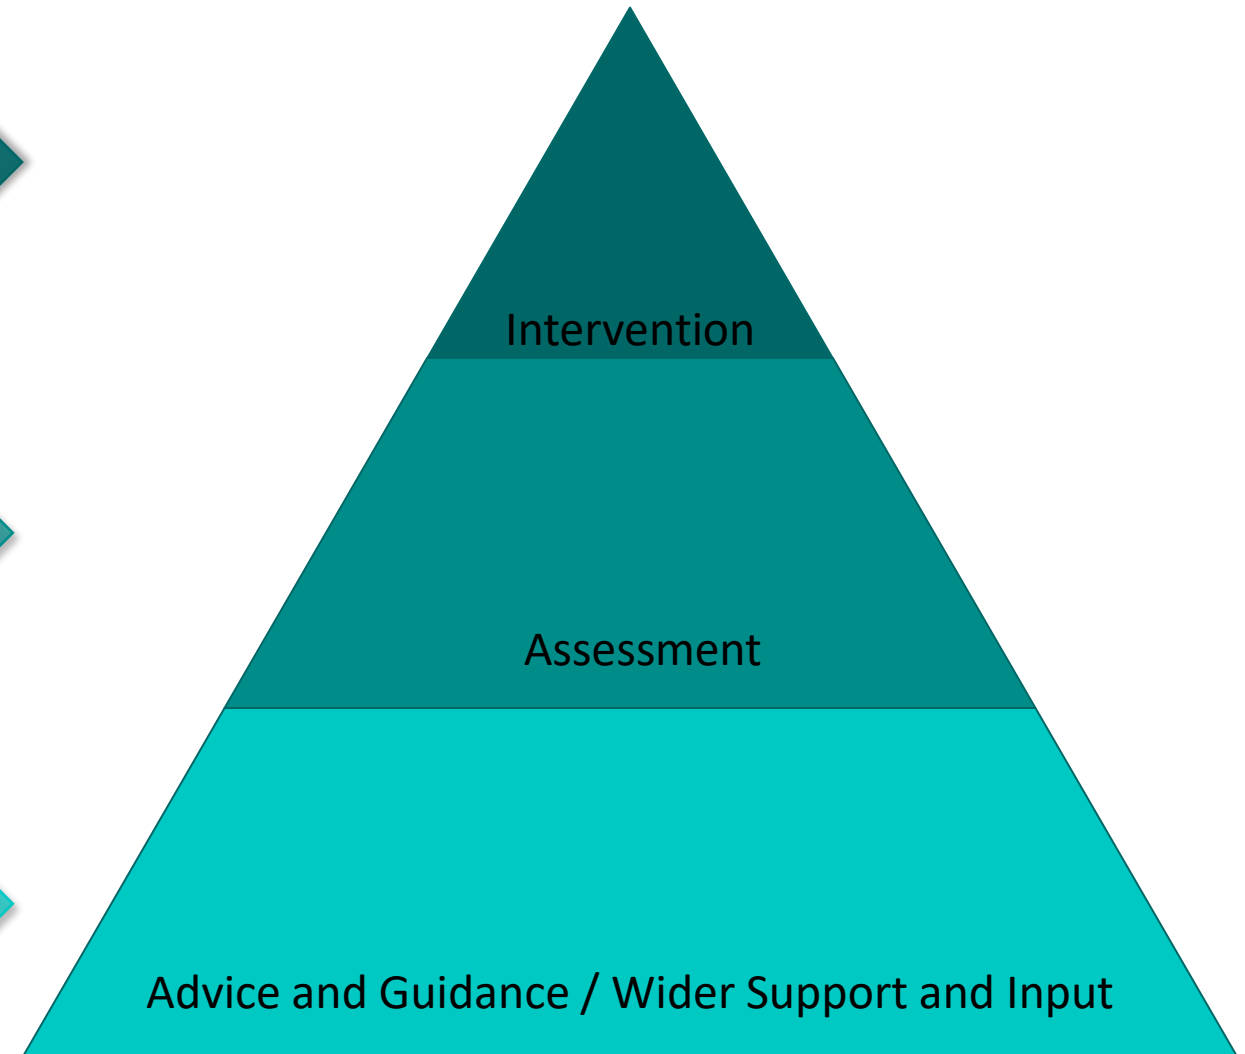 Intervention
Assessment
Advice and Guidance / Wider Support and Input